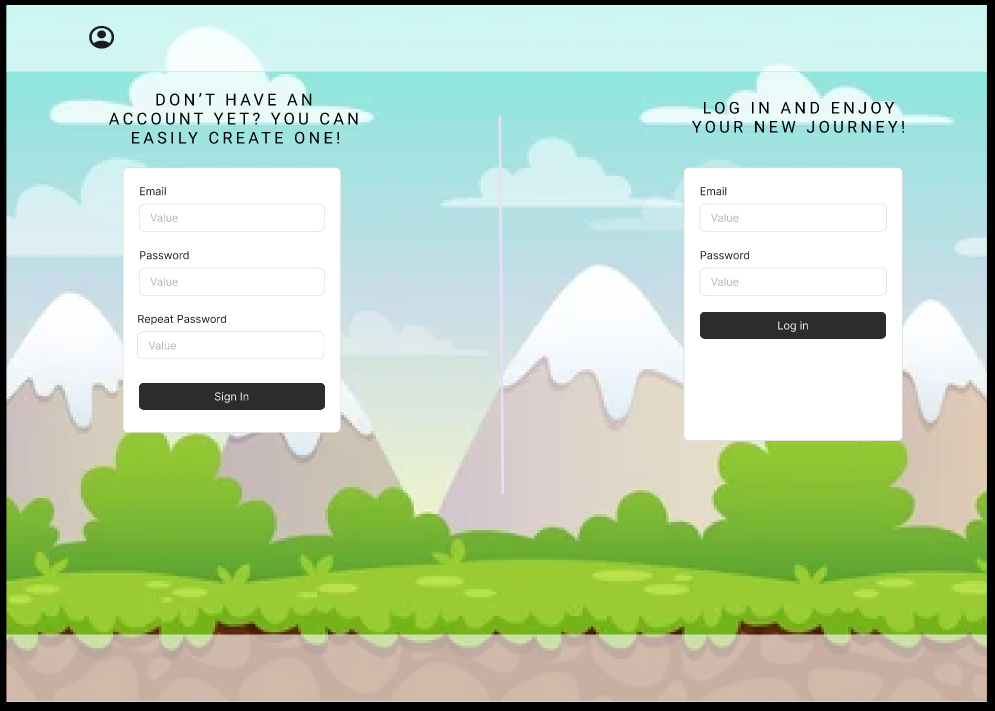 DON’T HAVE AN
ACCOUNT YET? YOU CAN
EASILY CREATE ONE!
Email
Value
Password
Value
Repeat Password
Value
Sign In
LOG IN AND ENJOY
YOUR NEW JOURNEY!
Email
Value
Password
Value
Log in